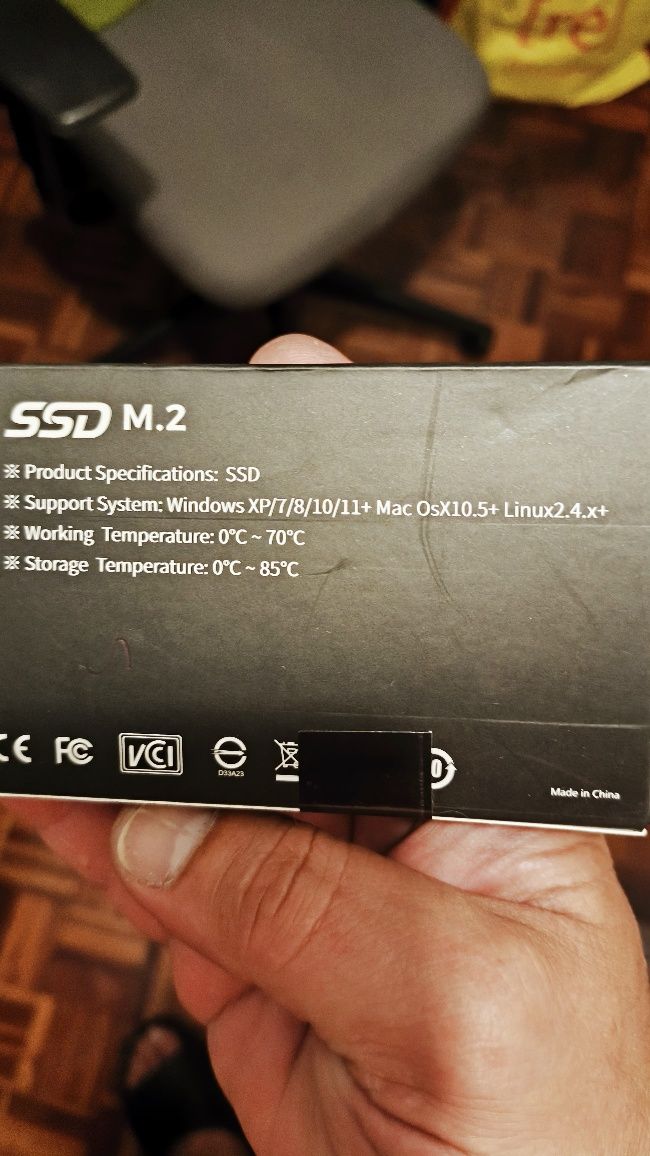 tre
SSD M.2
※ Product Specifications: SSD
※ Support System: Windows XP/7/8/10/11+ Mac OsX10.5+ Linux2.4.x+
※ Working Temperature: 0°C ~ 70°C
※ Storage Temperature: 0°C ~ 85°C
CE FC VCI
D33A23
Made in China